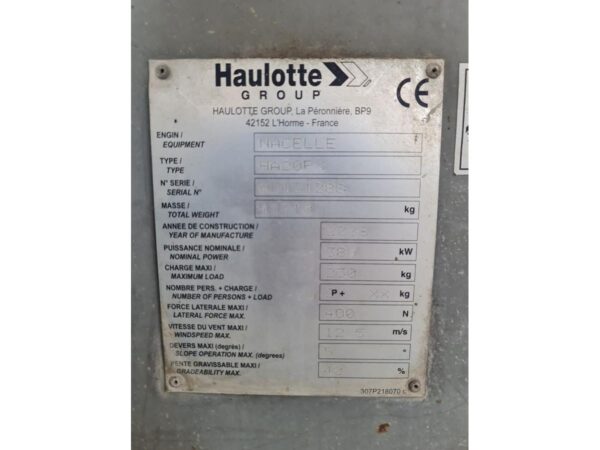 Haulotte
GROUP
CE
HAULOTTE GROUP, La Péronnière, BP9
42152 L'Horme - France
ENGIN /
EQUIPMENT
NACELLE
TYPE /
TYPE
N° SERIE /
SERIAL N°
MASSE /
TOTAL WEIGHT
kg
ANNEE DE CONSTRUCTION /
YEAR OF MANUFACTURE
PUISSANCE NOMINALE /
NOMINAL POWER
kW
CHARGE MAXI /
MAXIMUM LOAD
kg
NOMBRE PERS. + CHARGE /
NUMBER OF PERSONS + LOAD
P + kg
FORCE LATERALE MAXI /
LATERAL FORCE MAX.
400 N
VITESSE DU VENT MAXI /
WINDSPEED MAX.
12.5 m/s
DEVERS MAXI (degrés) /
SLOPE OPERATION MAX. (degrees)
°
PENTE GRAVISSABLE MAXI /
GRADEABILITY MAX.
%
307P218070 c